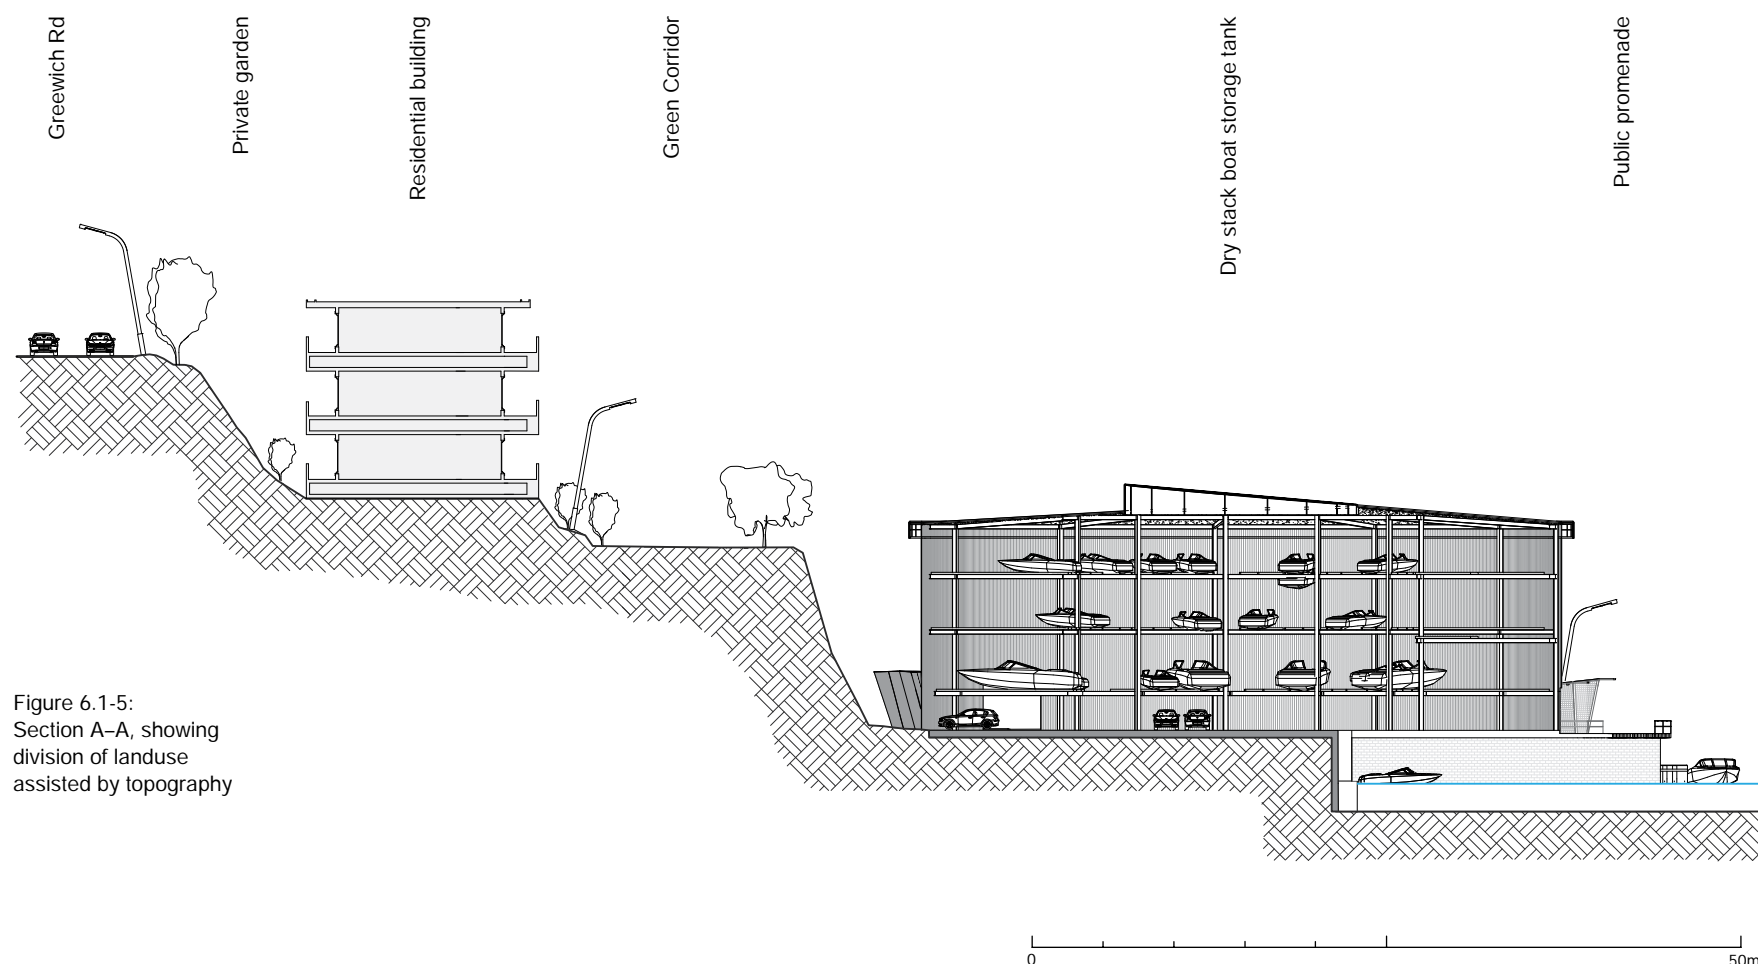 Greewich Rd
Private garden
Residential building
Green Corridor
Dry stack boat storage tank
Public promenade
Figure 6.1-5:
Section A–A, showing
division of landuse
assisted by topography
0
50m